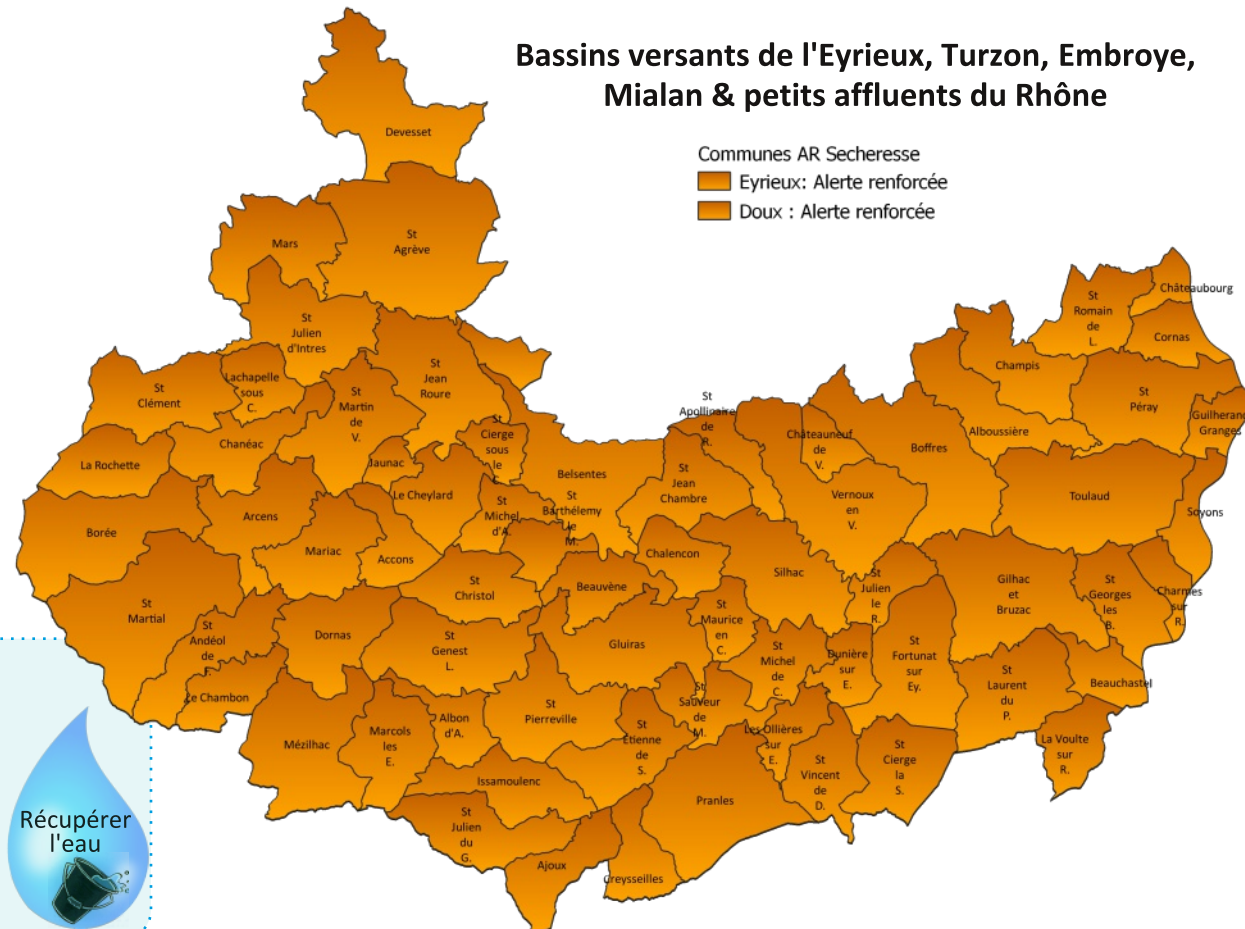 Bassins versants de l'Eyrieux, Turzon, Embroye,
Mialan & petits affluents du Rhône
Communes AR Secheresse
Eyrieux: Alerte renforcée
Doux : Alerte renforcée
Devesset
St
Agrève
Mars
St
Julien
d'Intres
St
Jean
Roure
Lachapelle
sous
C.
St
Clément
St
Martin
de
V.
Chanéac
La Rochette
Jaunac
St
Cierge
sous
le
C.
Le Cheylard
St
Michel
d'A.
Belsentes
St
Barthélemy
le
M.
St
Apollinaire
de
R.
St
Jean
Chambre
Châteauneuf
de
V.
Vernoux
en
V.
Boffres
Alboussière
Champis
St
Romain
de
L.
Châteaubourg
Cornas
St
Péray
Guilherand
Granges
Toulaud
Soyons
Borée
Arcens
Mariac
Accons
St
Christol
Beauvène
Chalencon
Silhac
St
Julien
le
R.
Gilhac
et
Bruzac
St
Georges
les
B.
Charmes
sur
R.
St
Martial
St
Andéol
de
F.
Le Chambon
Dornas
St
Genest
L.
Gluiras
St
Maurice
en
C.
St
Michel
de
C.
Dunière
sur
E.
St
Fortunat
sur
Ey.
St
Laurent
du
P.
Beauchastel
La Voulte
sur
R.
Mézilhac
Marcols
les
E.
Albon
d'A.
St
Pierreville
St
Etienne
de
S.
St
Sauveur
de
M.
Les Ollières
sur
E.
St
Vincent
de
D.
St
Cierge
la
S.
Issamoulenc
Pranles
St
Julien
du
G.
Ajoux
Creysseilles
Récupérer
l'eau